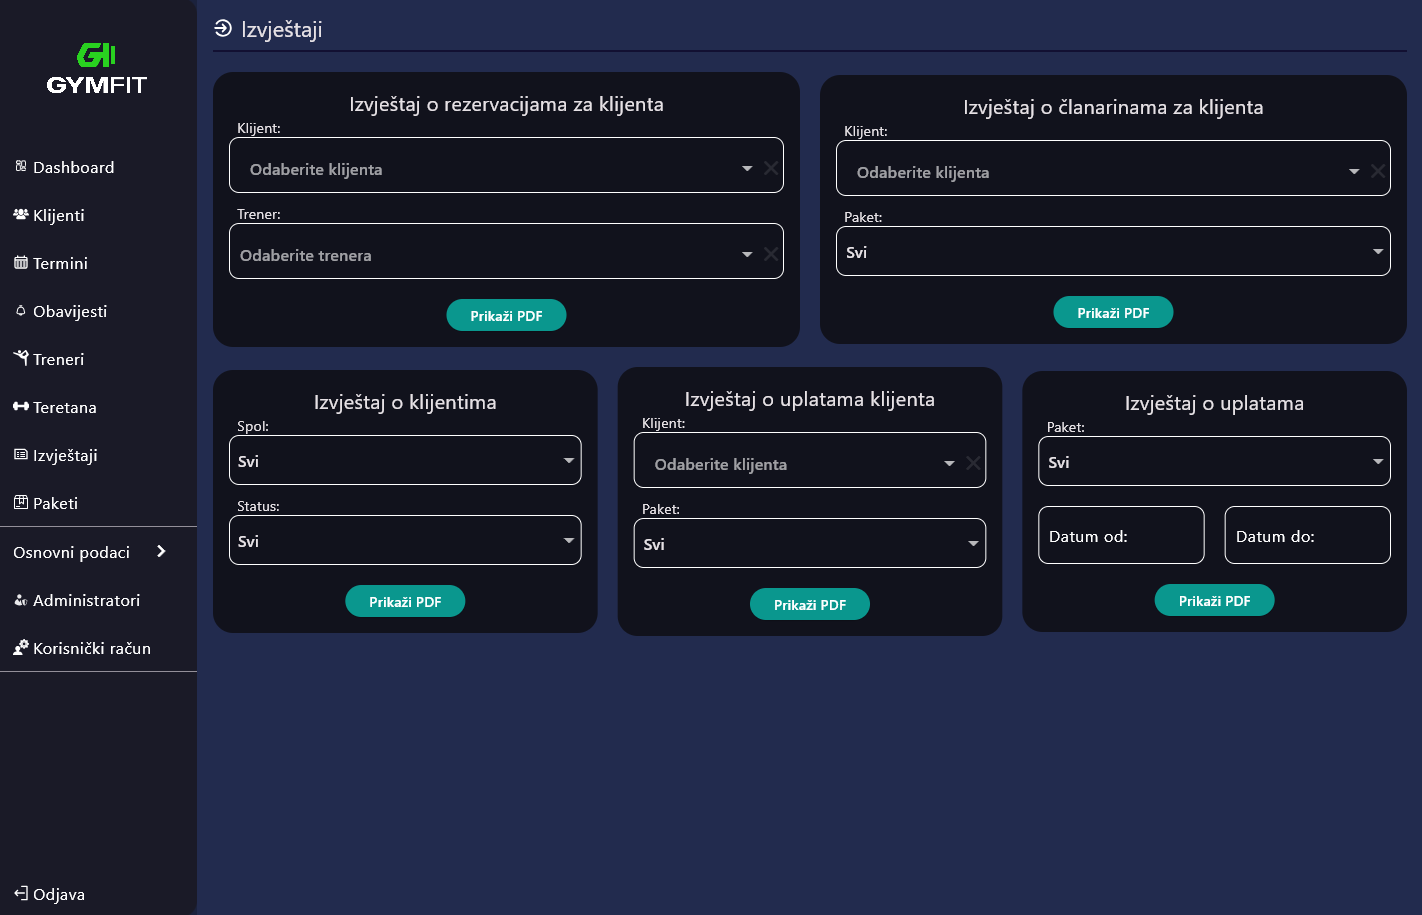 GYMFIT
Dashboard
Klijenti
Termini
Obavijesti
Treneri
Teretana
Izvještaji
Paketi
Osnovni podaci
Administratori
Korisnički račun
Odjava
Izvještaji
Izvještaj o rezervacijama za klijenta
Klijent:
Odaberite klijenta
Trener:
Odaberite trenera
Prikaži PDF
Izvještaj o članarinama za klijenta
Klijent:
Odaberite klijenta
Paket:
Svi
Prikaži PDF
Izvještaj o klijentima
Spol:
Svi
Status:
Svi
Prikaži PDF
Izvještaj o uplatama klijenta
Klijent:
Odaberite klijenta
Paket:
Svi
Prikaži PDF
Izvještaj o uplatama
Paket:
Svi
Datum od: Datum do:
Prikaži PDF